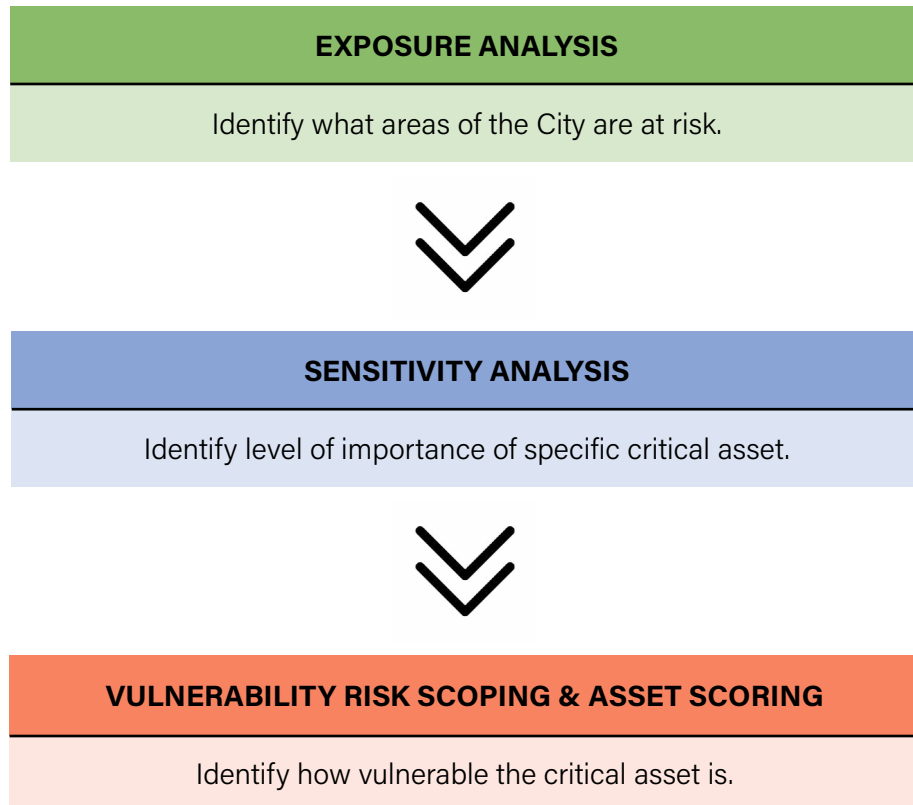 EXPOSURE ANALYSIS
Identify what areas of the City are at risk.
SENSITIVITY ANALYSIS
Identify level of importance of specific critical asset.
VULNERABILITY RISK SCOPING & ASSET SCORING
Identify how vulnerable the critical asset is.